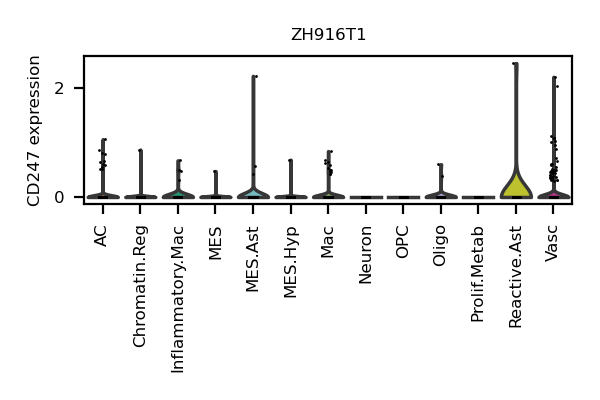 ZH916T1
CD247 expression
2
0
AC
Chromatin.Reg
Inflammatory.Mac
MES
MES.Ast
MES.Hyp
Mac
Neuron
OPC
Oligo
Prolif.Metab
Reactive.Ast
Vasc